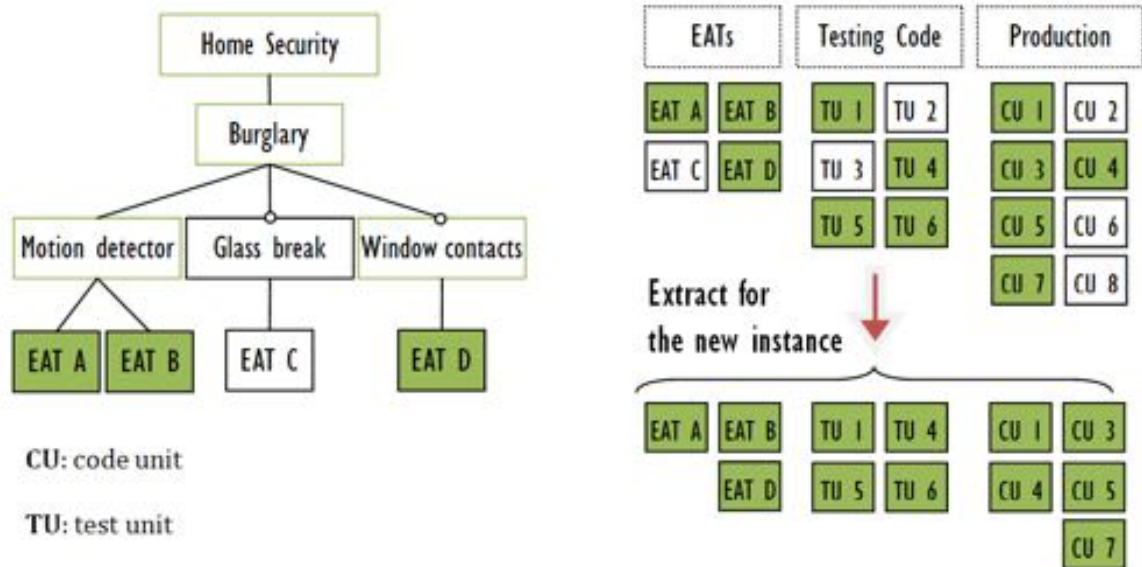 Home Security
Burglary
Motion detector
Glass break
Window contacts
EAT A
EAT B
EAT C
EAT D
CU: code unit
TU: test unit
EATs
Testing Code
Production
EAT A EAT B TU 1 TU 2 CU 1 CU 2
EAT C EAT D TU 3 TU 4 CU 3 CU 4
TU 5 TU 6 CU 5 CU 6
CU 7 CU 8
Extract for
the new instance
EAT A EAT B TU 1 TU 4 CU 1 CU 3
EAT D TU 5 TU 6 CU 4 CU 5
CU 7